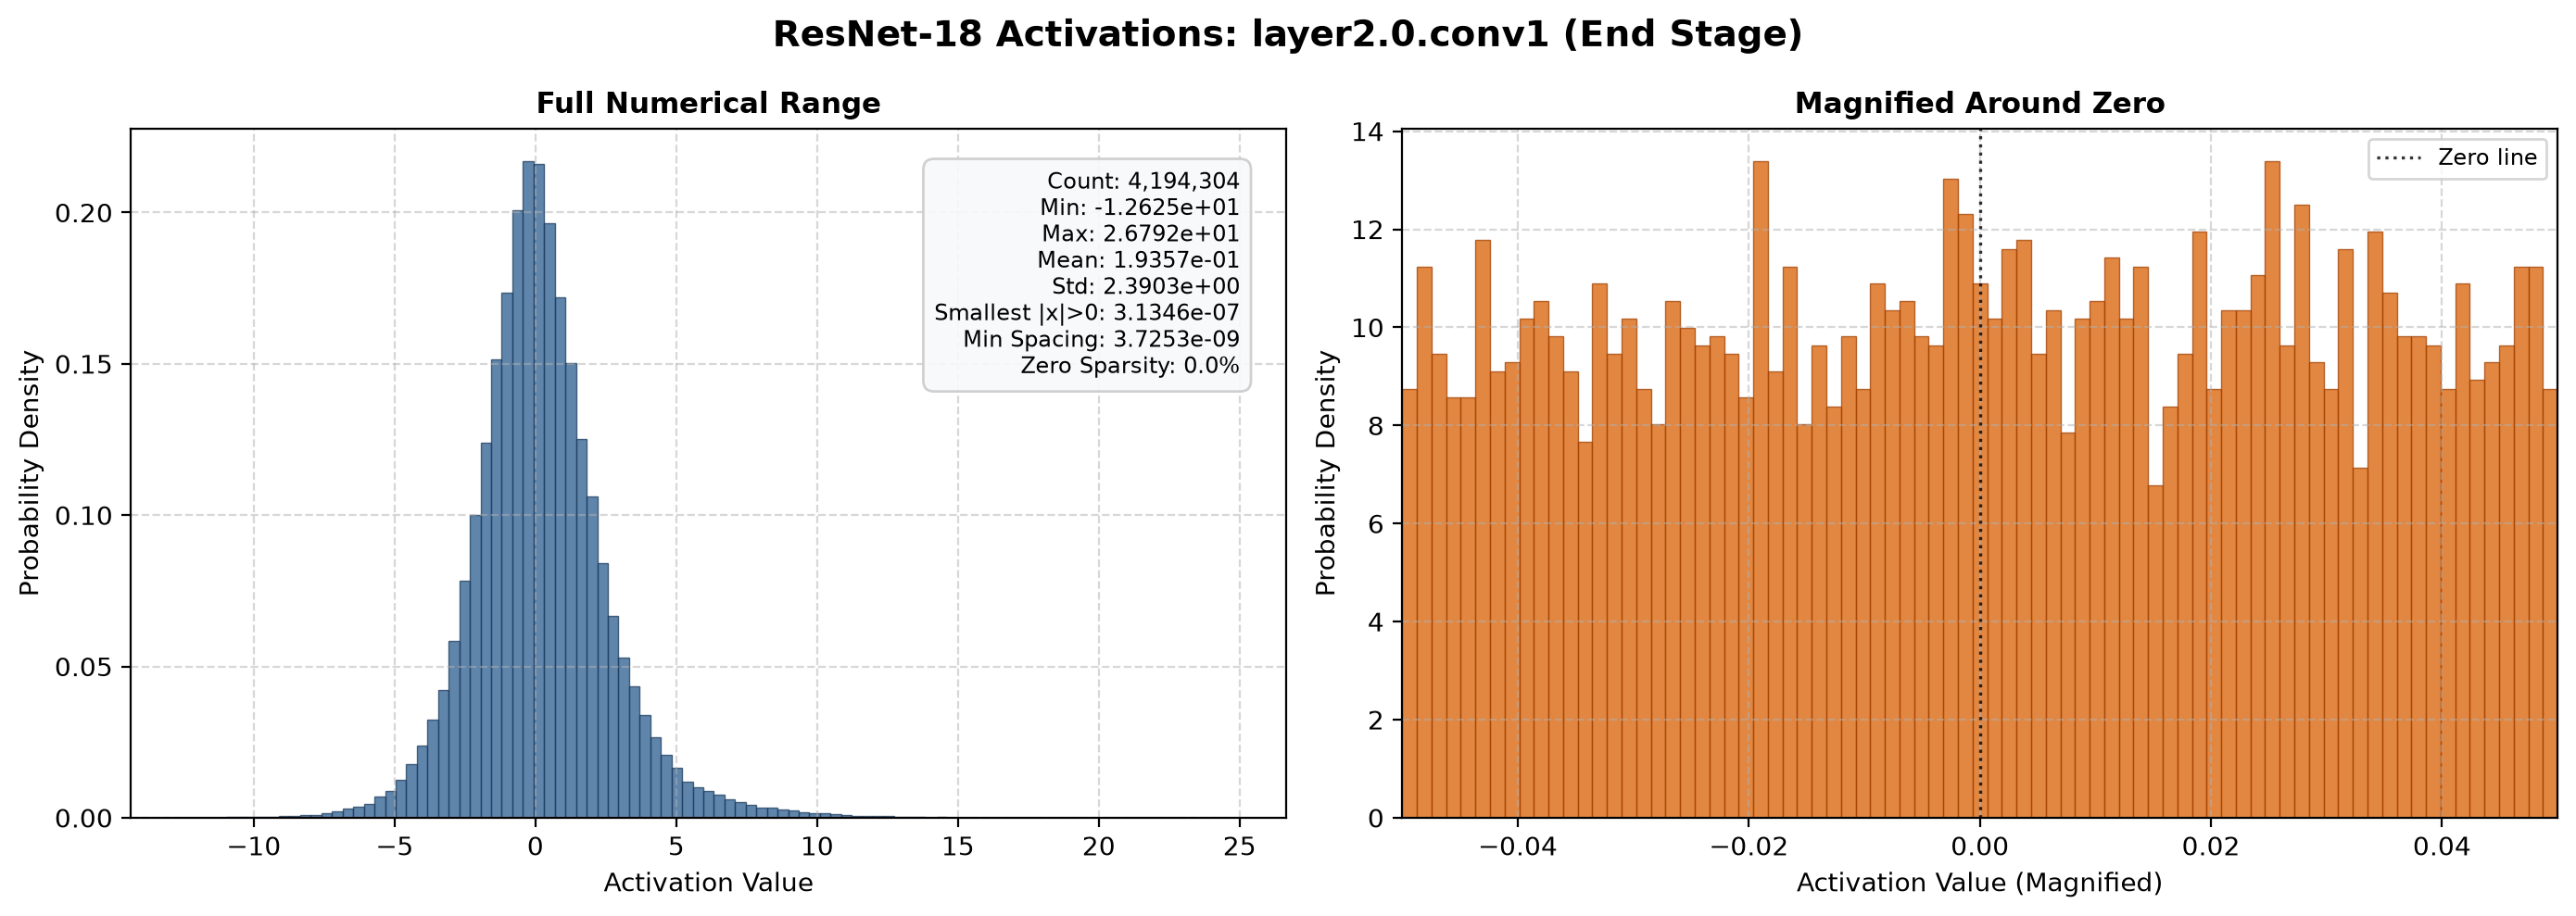 ResNet-18 Activations: layer2.0.conv1 (End Stage)
Full Numerical Range
Probability Density
0.20
0.15
0.10
0.05
0.00
Count: 4,194,304
Min: -1.2625e+01
Max: 2.6792e+01
Mean: 1.9357e-01
Std: 2.3903e+00
Smallest |x|>0: 3.1346e-07
Min Spacing: 3.7253e-09
Zero Sparsity: 0.0%
−10 −5 0 5 10 15 20 25
Activation Value
Magnified Around Zero
Probability Density
14
12
10
8
6
4
2
0
Zero line
−0.04 −0.02 0.00 0.02 0.04
Activation Value (Magnified)